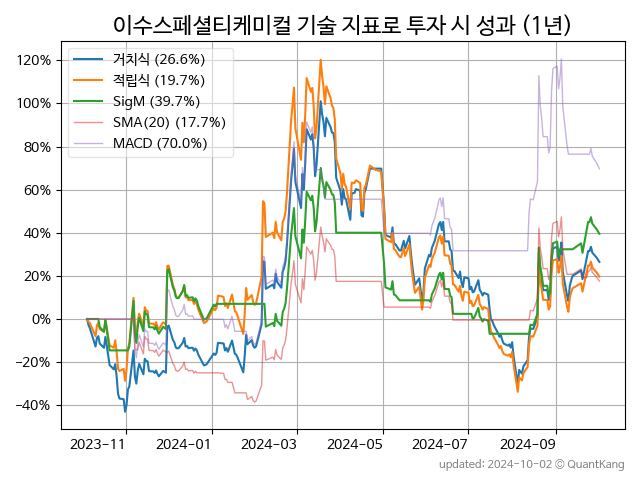 이수스페셜티케미컬 기술 지표로 투자 시 성과 (1년)
120%
100%
80%
60%
40%
20%
0%
−20%
−40%
거치식 (26.6%)
적립식 (19.7%)
SigM (39.7%)
SMA(20) (17.7%)
MACD (70.0%)
2023-11
2024-01
2024-03
2024-05
2024-07
2024-09
updated: 2024-10-02 © QuantKang